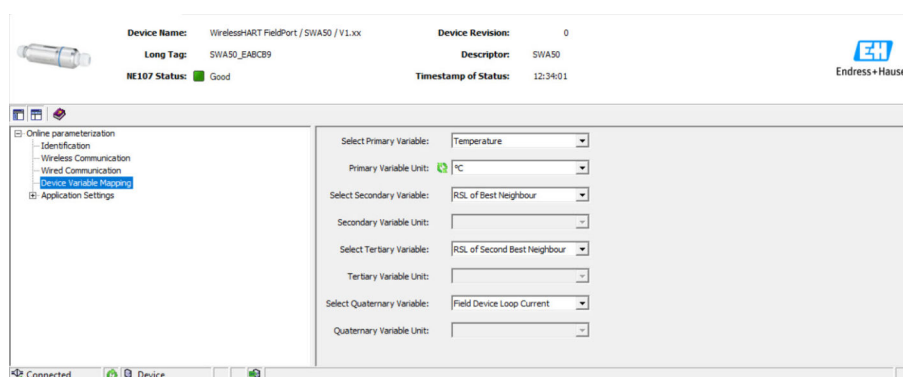 Device Name: WirelessHART FieldPort / SWA50 / V1.xx Device Revision: 0
Long Tag: SWA50_EABCB9 Descriptor: SWA50
NE107 Status: Good Timestamp of Status: 12:34:01
EH
Endress+Hause
Online parameterization
Identification
Wireless Communication
Wired Communication
Device Variable Mapping
Application Settings
Select Primary Variable: Temperature
Primary Variable Unit: °C
Select Secondary Variable: RSL of Best Neighbour
Secondary Variable Unit:
Select Tertiary Variable: RSL of Second Best Neighbour
Tertiary Variable Unit:
Select Quaternary Variable: Field Device Loop Current
Quaternary Variable Unit:
Connected Device